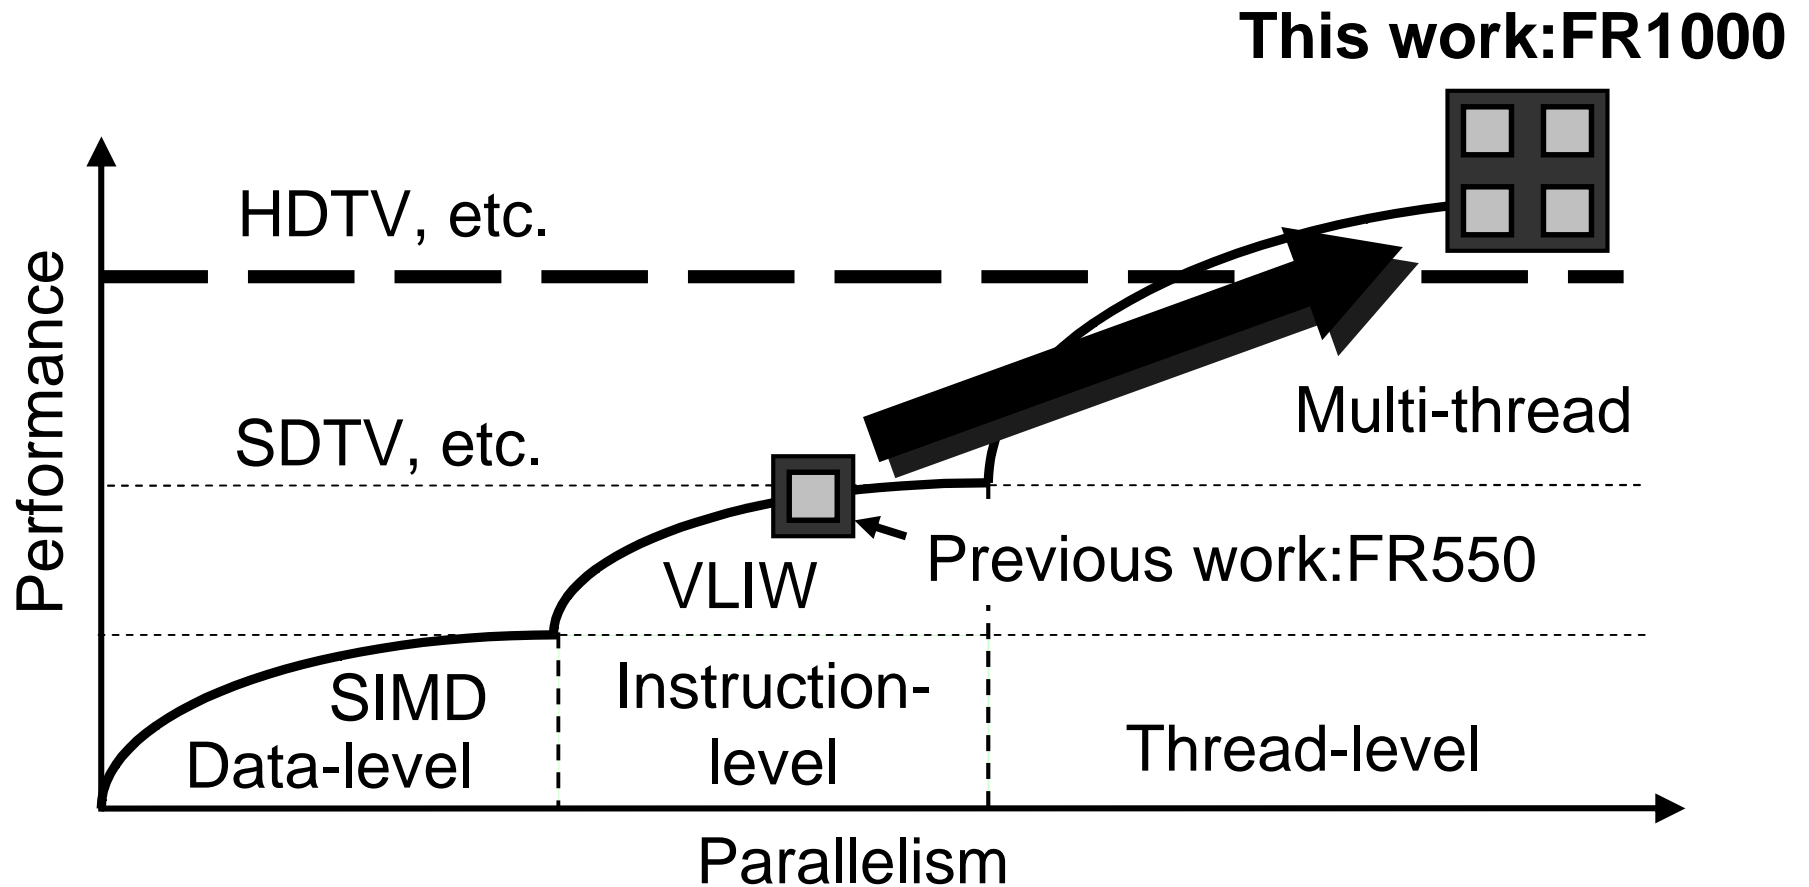 This work:FR1000
HDTV, etc.
Performance
Multi-thread
SDTV, etc.
Previous work:FR550
VLIW
SIMD
Data-level
Instruction-
level
Thread-level
Parallelism